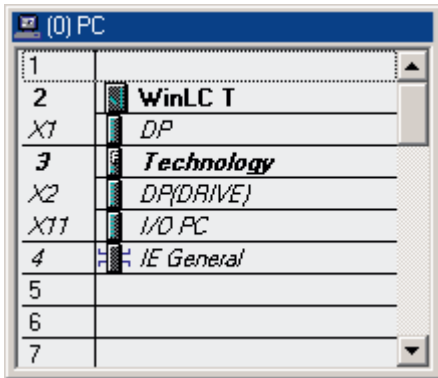 (0) PC
1
2 WinLC T
X1 DP
3 Technology
X2 DP(DRIVE)
X11 I/O PC
4 IE General
5
6
7